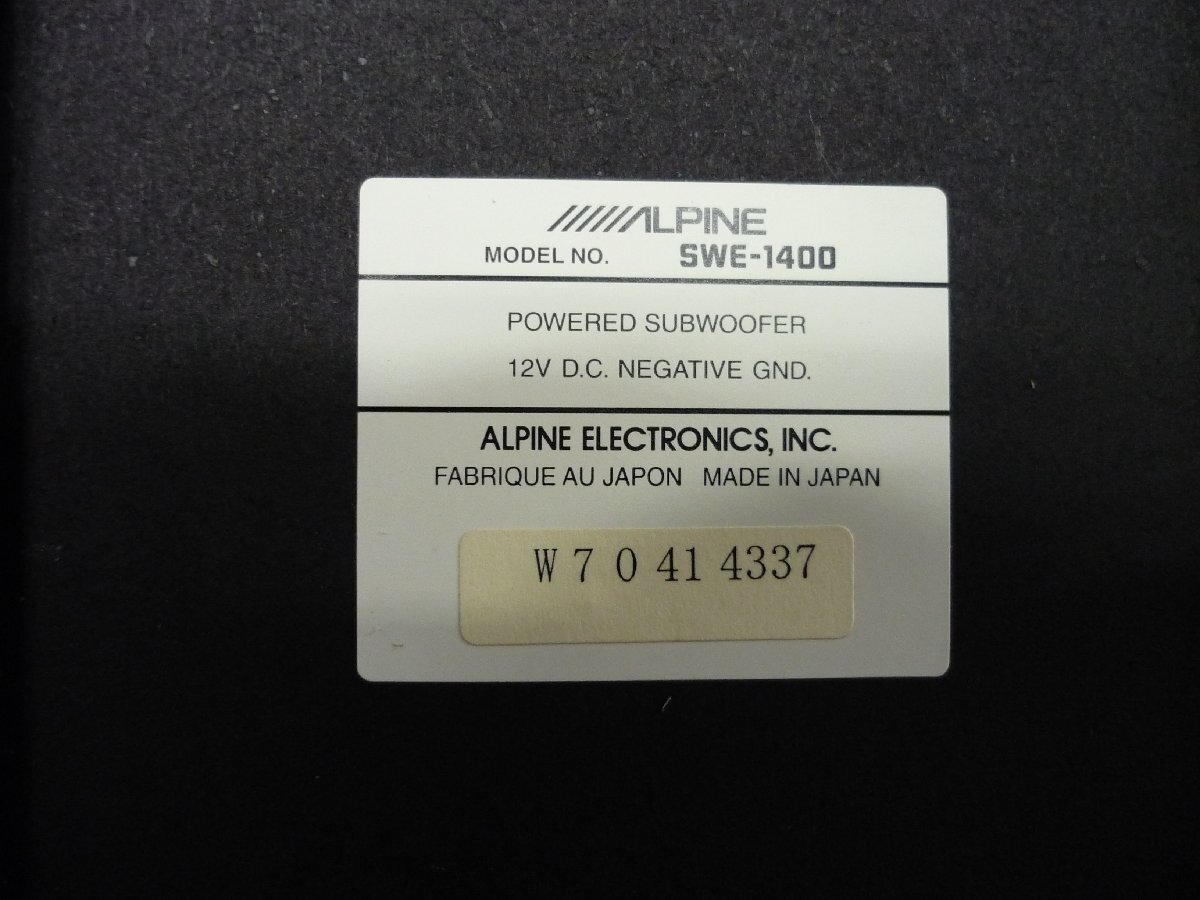 ALPINE
MODEL NO. SWE-1400
POWERED SUBWOOFER
12V D.C. NEGATIVE GND.
ALPINE ELECTRONICS, INC.
FABRIQUE AU JAPON MADE IN JAPAN
W 7 0 41 4337